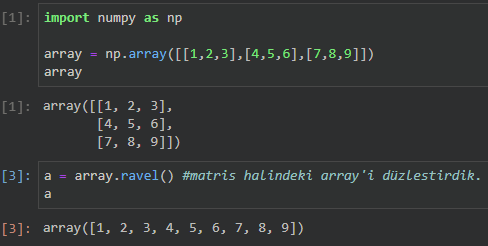 [1]: import numpy as np
array = np.array([[1,2,3],[4,5,6],[7,8,9]])
array
[1]: array([[1, 2, 3],
[4, 5, 6],
[7, 8, 9]])
[3]: a = array.ravel() #matris halindeki array'i düzlestirdik.
a
[3]: array([1, 2, 3, 4, 5, 6, 7, 8, 9])